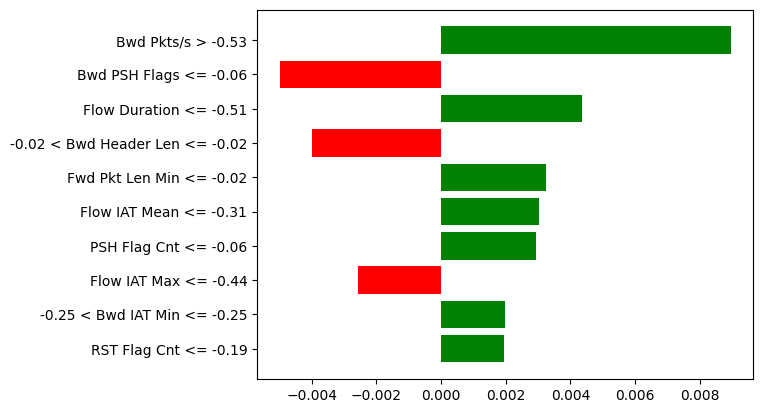 Bwd Pkts/s > -0.53
Bwd PSH Flags <= -0.06
Flow Duration <= -0.51
-0.02 < Bwd Header Len <= -0.02
Fwd Pkt Len Min <= -0.02
Flow IAT Mean <= -0.31
PSH Flag Cnt <= -0.06
Flow IAT Max <= -0.44
-0.25 < Bwd IAT Min <= -0.25
RST Flag Cnt <= -0.19
−0.004 −0.002 0.000 0.002 0.004 0.006 0.008